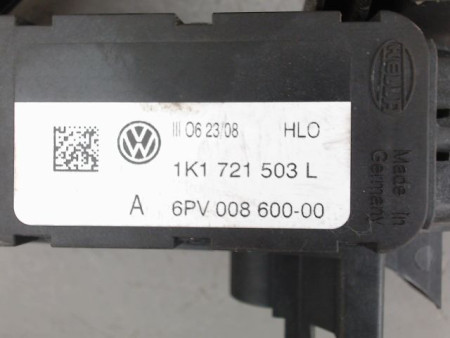 III 06 23/08 HLO
1K1 721 503 L
A 6PV 008 600-00
HELLA
Made in
Germany